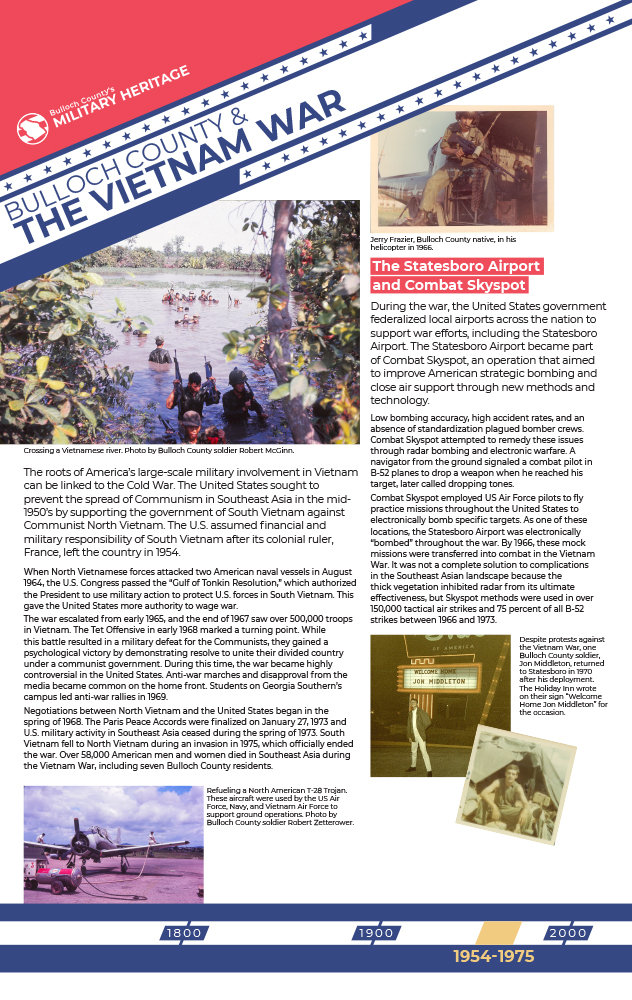 Bulloch County's
MILITARY HERITAGE
BULLOCH COUNTY &
THE VIETNAM WAR
Crossing a Vietnamese river. Photo by Bulloch County soldier Robert McGinn.
The roots of America's large-scale military involvement in Vietnam
can be linked to the Cold War. The United States sought to
prevent the spread of Communism in Southeast Asia in the mid-
1950's by supporting the government of South Vietnam against
Communist North Vietnam. The U.S. assumed financial and
military responsibility of South Vietnam after its colonial ruler,
France, left the country in 1954.
When North Vietnamese forces attacked two American naval vessels in August
1964, the U.S. Congress passed the "Gulf of Tonkin Resolution," which authorized
the President to use military action to protect U.S. forces in South Vietnam. This
gave the United States more authority to wage war.
The war escalated from early 1965, and the end of 1967 saw over 500,000 troops
in Vietnam. The Tet Offensive in early 1968 marked a turning point. While
this battle resulted in a military defeat for the Communists, they gained a
psychological victory by demonstrating resolve to unite their divided country
under a communist government. During this time, the war became highly
controversial in the United States. Anti-war marches and disapproval from the
media became common on the home front. Students on Georgia Southern's
campus led anti-war rallies in 1969.
Negotiations between North Vietnam and the United States began in the
spring of 1968. The Paris Peace Accords were finalized on January 27, 1973 and
U.S. military activity in Southeast Asia ceased during the spring of 1973. South
Vietnam fell to North Vietnam during an invasion in 1975, which officially ended
the war. Over 58,000 American men and women died in Southeast Asia during
the Vietnam War, including seven Bulloch County residents.
Refueling a North American T-28 Trojan.
These aircraft were used by the US Air
Force, Navy, and Vietnam Air Force to
support ground operations. Photo by
Bulloch County soldier Robert Zetterower.
Jerry Frazier, Bulloch County native, in his
helicopter in 1966.
The Statesboro Airport
and Combat Skyspot
During the war, the United States government
federalized local airports across the nation to
support war efforts, including the Statesboro
Airport. The Statesboro Airport became part
of Combat Skyspot, an operation that aimed
to improve American strategic bombing and
close air support through new methods and
technology.
Low bombing accuracy, high accident rates, and an
absence of standardization plagued bomber crews.
Combat Skyspot attempted to remedy these issues
through radar bombing and electronic warfare. A
navigator from the ground signaled a combat pilot in
B-52 planes to drop a weapon when he reached his
target, later called dropping tones.
Combat Skyspot employed US Air Force pilots to fly
practice missions throughout the United States to
electronically bomb specific targets. As one of these
locations, the Statesboro Airport was electronically
"bombed" throughout the war. By 1966, these mock
missions were transferred into combat in the Vietnam
War. It was not a complete solution to complications
in the Southeast Asian landscape because the
thick vegetation inhibited radar from its ultimate
effectiveness, but Skyspot methods were used in over
150,000 tactical air strikes and 75 percent of all B-52
strikes between 1966 and 1973.
OF AMERICA
WELCOME HOME
JON MIDDLETON
Despite protests against
the Vietnam War, one
Bulloch County soldier,
Jon Middleton, returned
to Statesboro in 1970
after his deployment.
The Holiday Inn wrote
on their sign "Welcome
Home Jon Middleton" for
the occasion.
1800
1900
2000
1954-1975